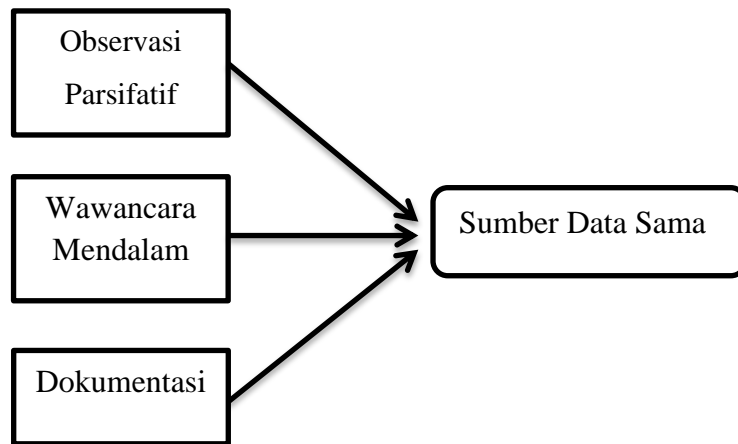 Observasi
Parsifatif
Wawancara
Mendalam
Sumber Data Sama
Dokumentasi